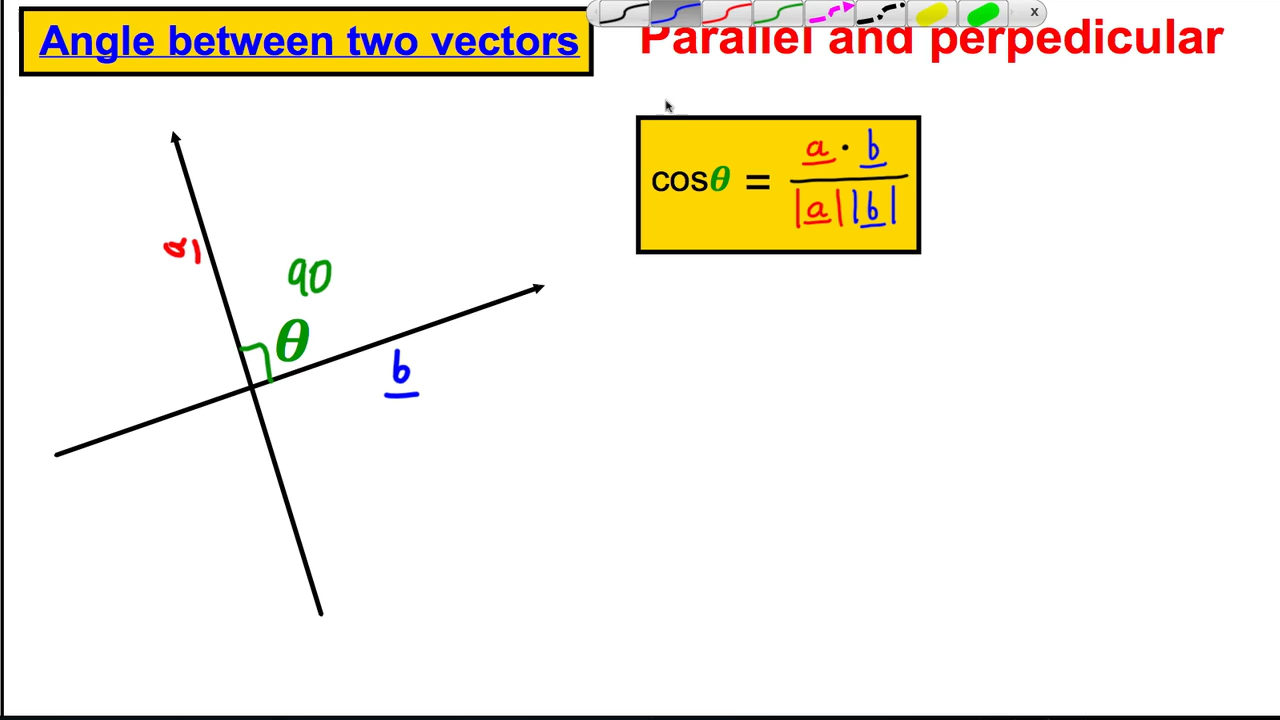 Angle between two vectors
Parallel and perpedicular
x
cosθ = a · b
|a| |b|
a
90
θ
b